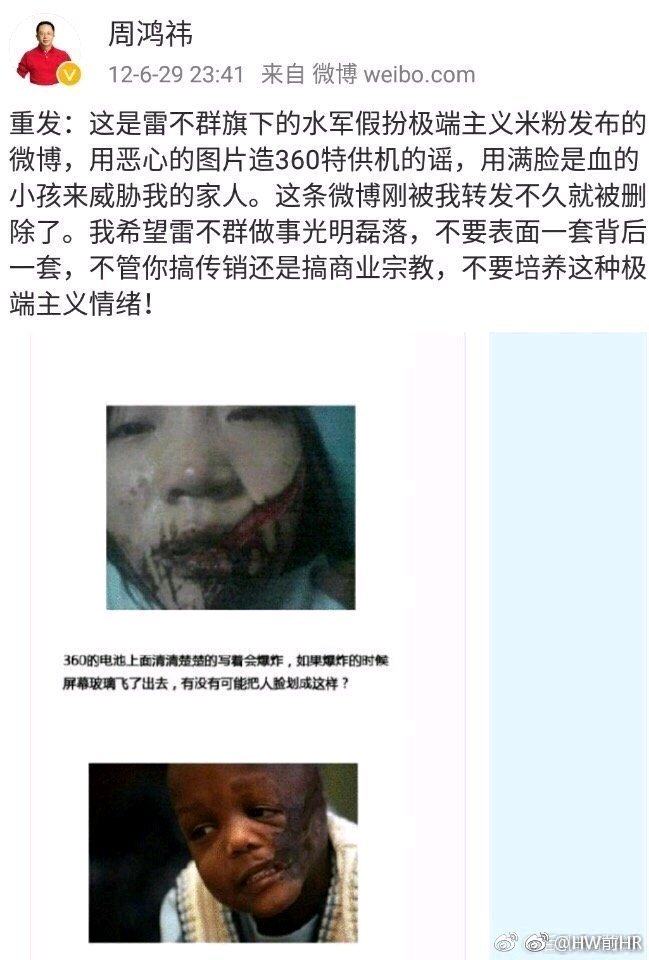 周鸿祎
12-6-29 23:41 来自 微博 weibo.com
重发：这是雷不群旗下的水军假扮极端主义米粉发布的
微博，用恶心的图片造360特供机的谣，用满脸是血的
小孩来威胁我的家人。这条微博刚被我转发不久就被删
除了。我希望雷不群做事光明磊落，不要表面一套背后
一套，不管你搞传销还是搞商业宗教，不要培养这种极
端主义情绪！
360的电池上面清清楚楚的写着会爆炸，如果爆炸的时候
屏幕玻璃飞了出去，有没有可能把人脸划成这样？
@HW前HR